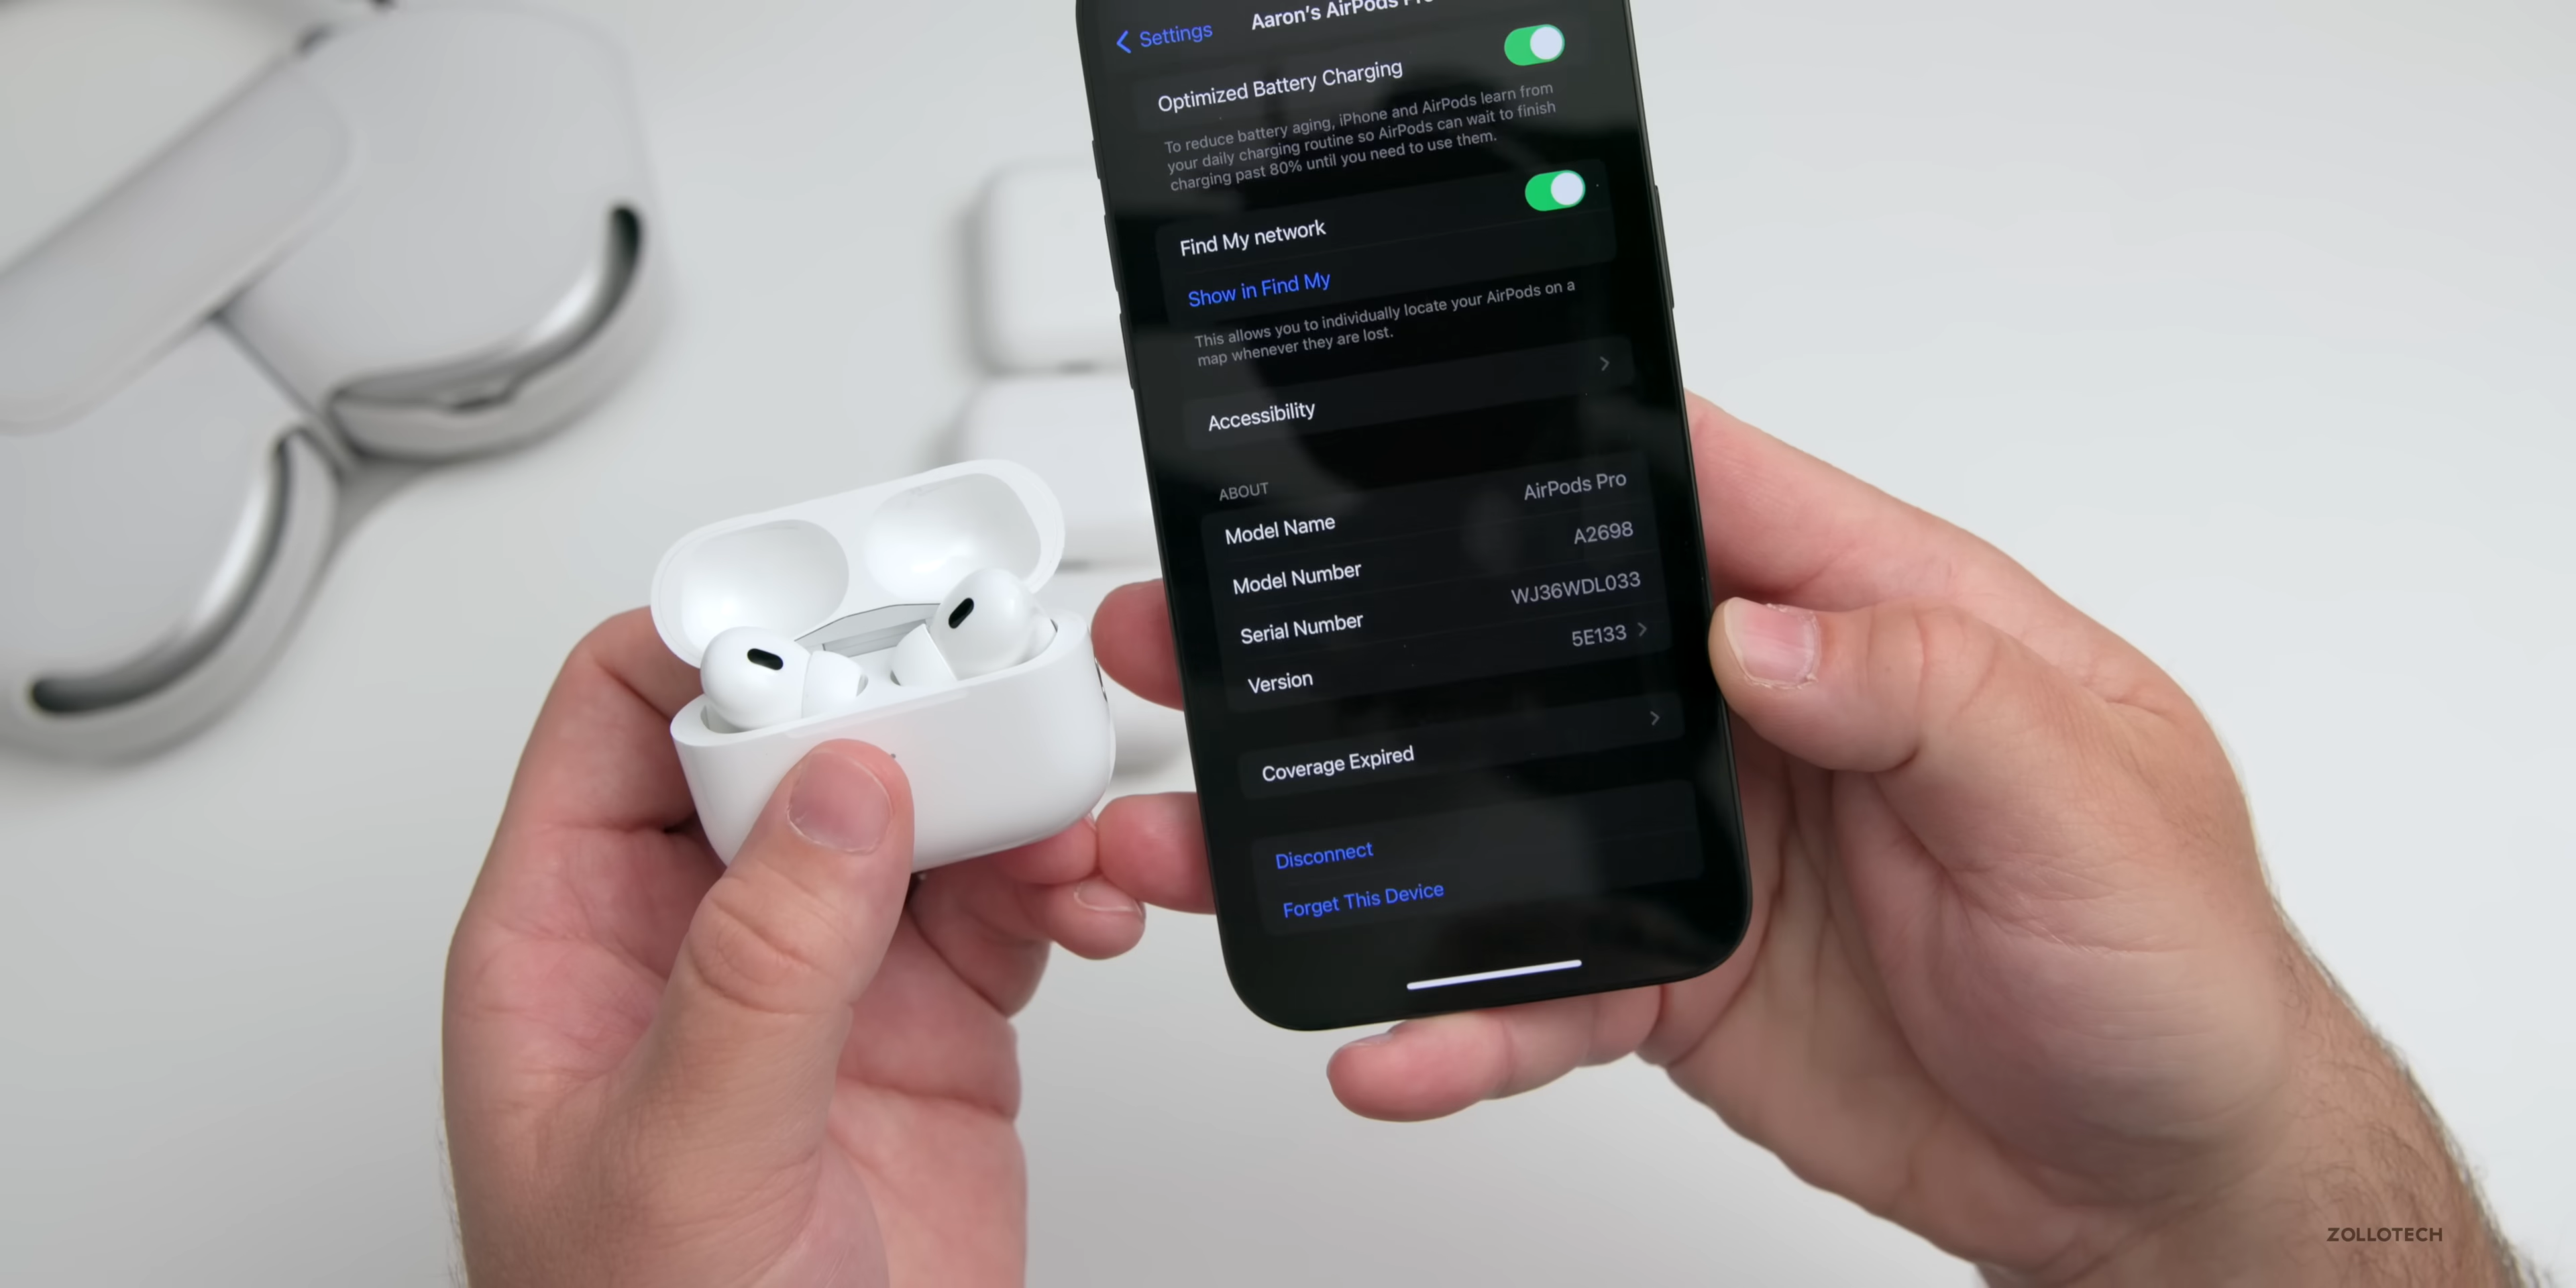 Settings
Aaron's AirPods Pro
Optimized Battery Charging
To reduce battery aging, iPhone and AirPods learn from
your daily charging routine so AirPods can wait to finish
charging past 80% until you need to use them.
Find My network
Show in Find My
This allows you to individually locate your AirPods on a
map whenever they are lost.
Accessibility
ABOUT
Model Name AirPods Pro
Model Number A2698
Serial Number WJ36WDL033
Version 5E133
Coverage Expired
Disconnect
Forget This Device
ZOLLOTECH